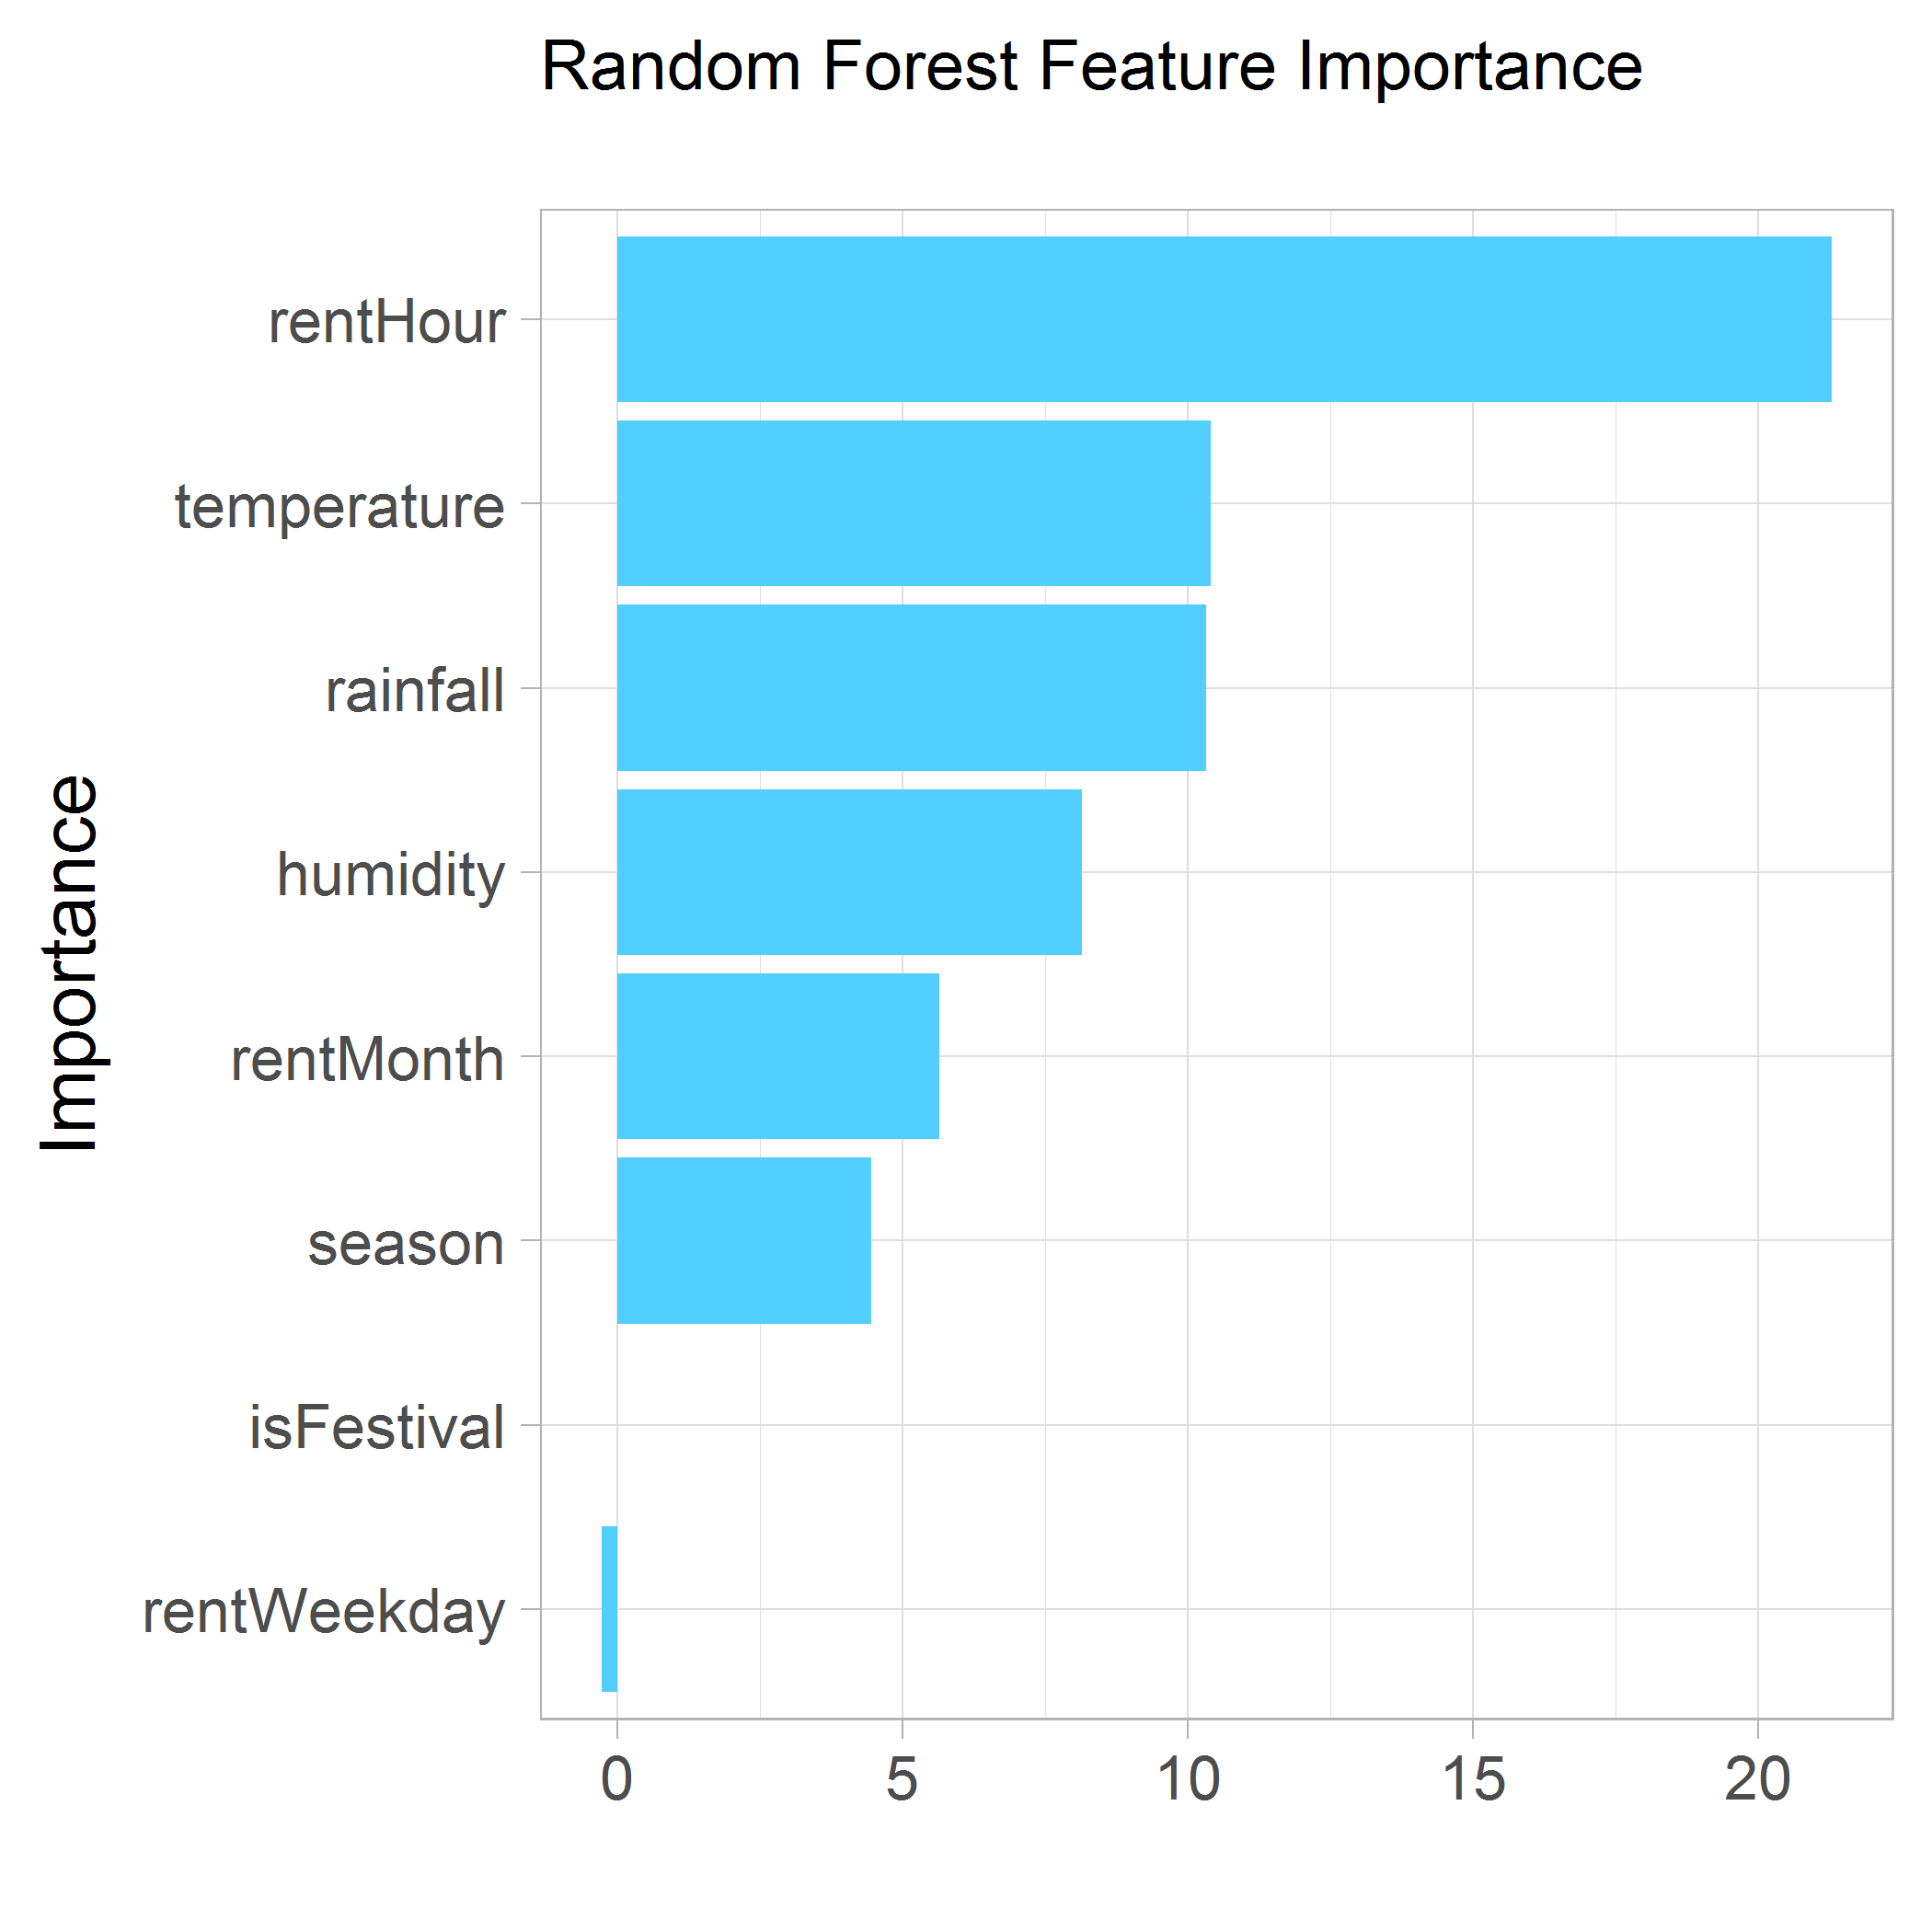 Random Forest Feature Importance
Importance
rentHour
temperature
rainfall
humidity
rentMonth
season
isFestival
rentWeekday
0 5 10 15 20